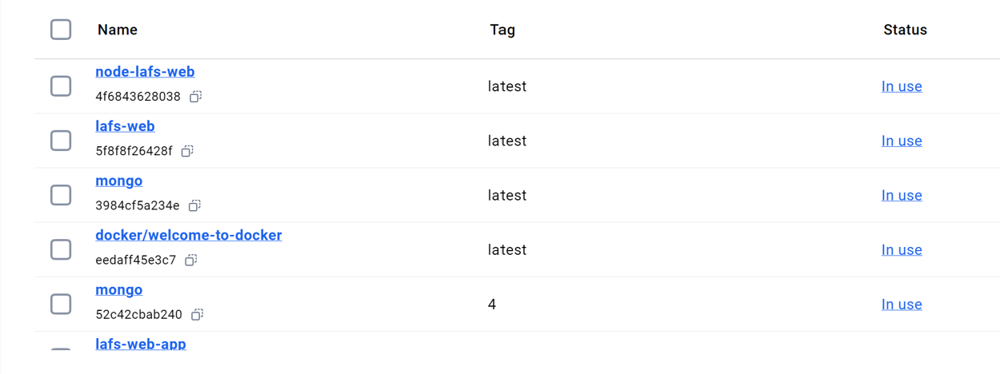 Name Tag Status
node-lafs-web
4f6843628038
latest In use
lafs-web
5f8f8f26428f
latest In use
mongo
3984cf5a234e
latest In use
docker/welcome-to-docker
eedaff45e3c7
latest In use
mongo
52c42cbab240
4 In use
lafs-web-app